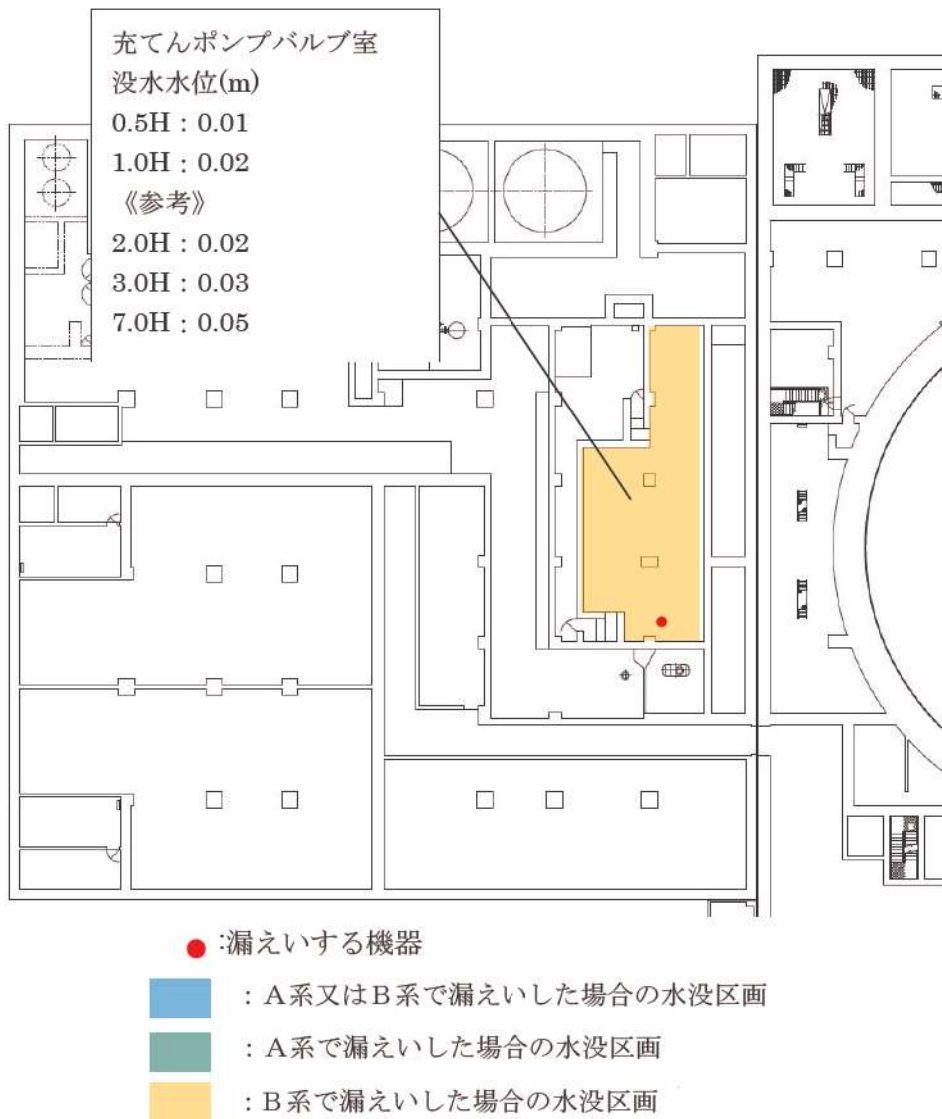 充てんポンプバルブ室
没水水位(m)
0.5H：0.01
1.0H：0.02
《参考》
2.0H：0.02
3.0H：0.03
7.0H：0.05
:漏えいする機器
：A系又はB系で漏えいした場合の水没区画
：A系で漏えいした場合の水没区画
：B系で漏えいした場合の水没区画